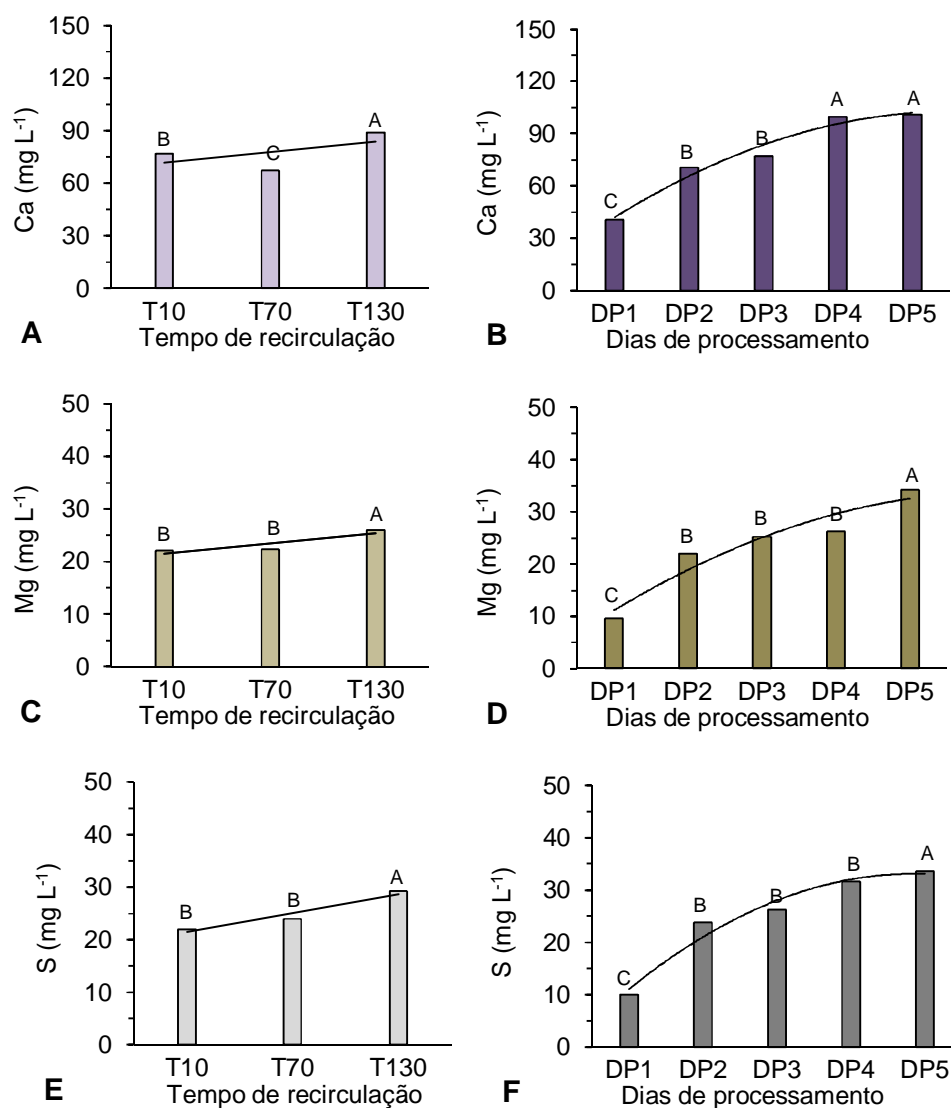 150
120
90
60
30
0
Ca (mg L⁻¹)
B
C
A
T10 T70 T130
Tempo de recirculação
A
150
120
90
60
30
0
Ca (mg L⁻¹)
C
B
B
A
A
DP1 DP2 DP3 DP4 DP5
Dias de processamento
B
50
40
30
20
10
0
Mg (mg L⁻¹)
B
B
A
T10 T70 T130
Tempo de recirculação
C
50
40
30
20
10
0
Mg (mg L⁻¹)
C
B
B
B
A
DP1 DP2 DP3 DP4 DP5
Dias de processamento
D
50
40
30
20
10
0
S (mg L⁻¹)
B
B
A
T10 T70 T130
Tempo de recirculação
E
50
40
30
20
10
0
S (mg L⁻¹)
C
B
B
B
A
DP1 DP2 DP3 DP4 DP5
Dias de processamento
F